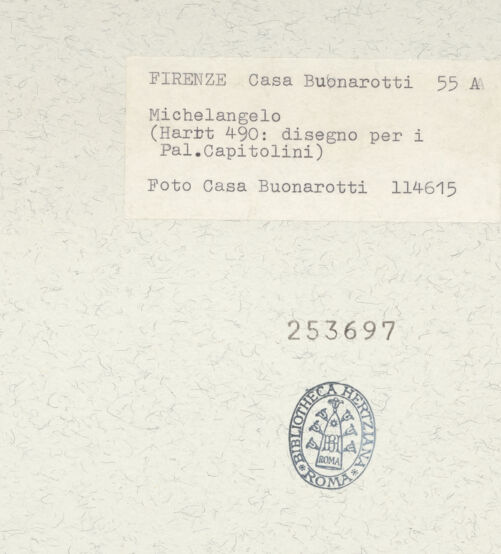 FIRENZE Casa Buonarotti 55 A
Michelangelo
(Hartt 490: disegno per i
Pal.Capitolini)
Foto Casa Buonarotti 114615
253697
BIBLIOTHECA HERTZIANA
BH
ROMA
ROMA